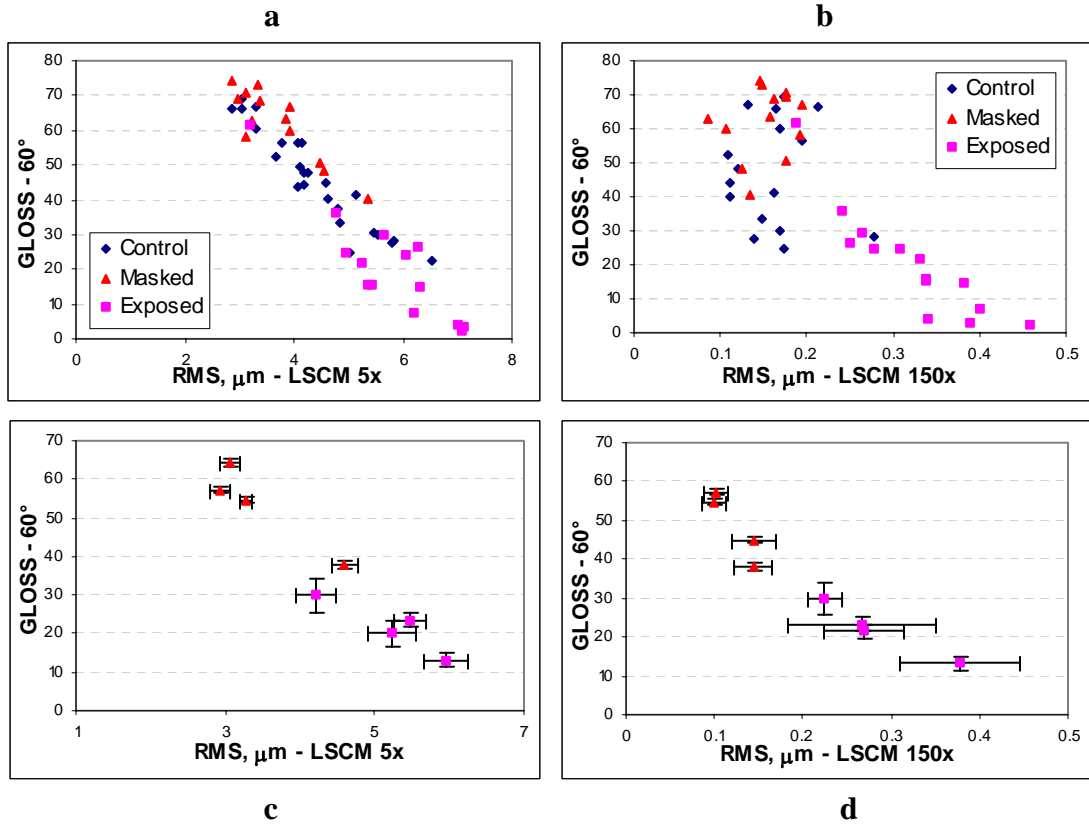 a
b
80
70
60
50
40
30
20
10
0
0 2 4 6 8
GLOSS - 60°
RMS, µm - LSCM 5x
Control
Masked
Exposed
80
70
60
50
40
30
20
10
0
0 0.1 0.2 0.3 0.4 0.5
GLOSS - 60°
RMS, µm - LSCM 150x
Control
Masked
Exposed
70
60
50
40
30
20
10
0
1 3 5 7
GLOSS - 60°
RMS, µm - LSCM 5x
70
60
50
40
30
20
10
0
0 0.1 0.2 0.3 0.4 0.5
GLOSS - 60°
RMS, µm - LSCM 150x
c
d